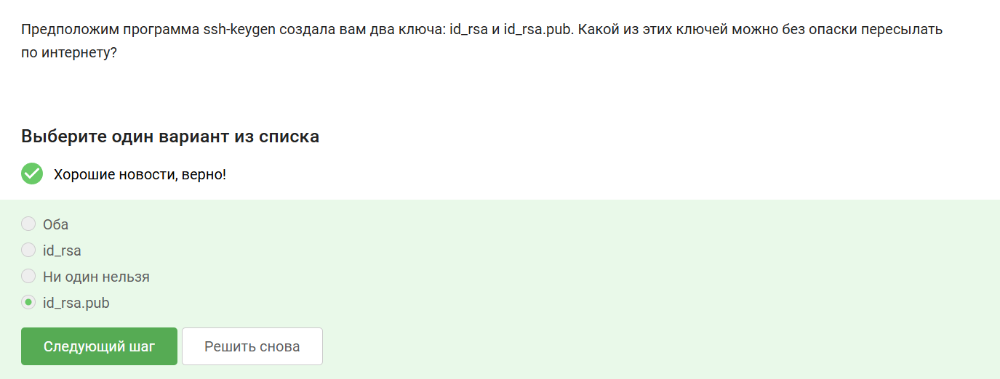 Предположим программа ssh-keygen создала вам два ключа: id_rsa и id_rsa.pub. Какой из этих ключей можно без опаски пересылать
по интернету?
Выберите один вариант из списка
Хорошие новости, верно!
Оба
id_rsa
Ни один нельзя
id_rsa.pub
Следующий шаг
Решить снова